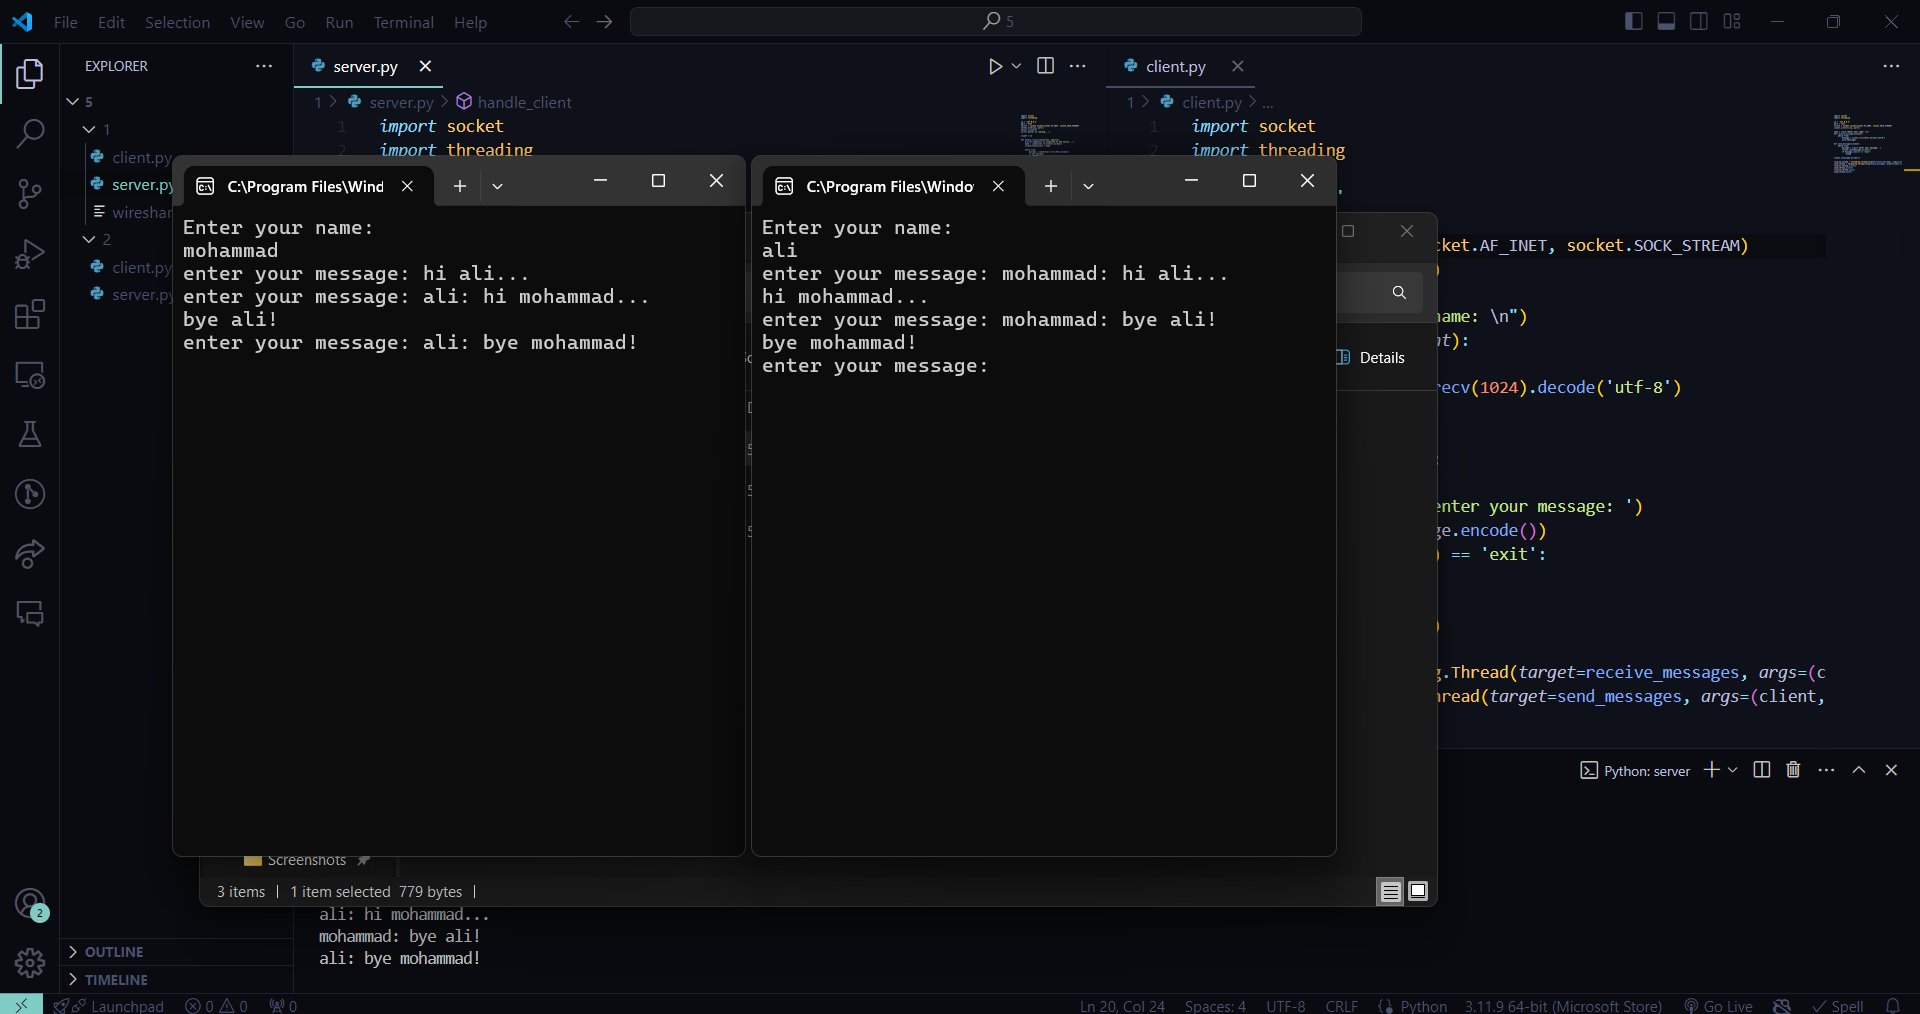 File Edit Selection View Go Run Terminal Help
5
EXPLORER
5
1
client.py
server.py
wireshar
2
client.py
server.py
OUTLINE
TIMELINE
server.py
1 > server.py > handle_client
1 import socket
2 import threading
client.py
1 > client.py > ...
1 import socket
2 import threading
cket.AF_INET, socket.SOCK_STREAM)
)
name: \n")
nt):
recv(1024).decode('utf-8')
:
enter your message: ')
ge.encode())
) == 'exit':
)
g.Thread(target=receive_messages, args=(c
hread(target=send_messages, args=(client,
C:\Program Files\Wind
Enter your name:
mohammad
enter your message: hi ali...
enter your message: ali: hi mohammad...
bye ali!
enter your message: ali: bye mohammad!
C:\Program Files\Windo
Enter your name:
ali
enter your message: mohammad: hi ali...
hi mohammad...
enter your message: mohammad: bye ali!
bye mohammad!
enter your message:
Details
Screenshots
3 items | 1 item selected 779 bytes |
Python: server
ali: hi mohammad...
mohammad: bye ali!
ali: bye mohammad!
2
Launchpad 0 0 0
Ln 20, Col 24 Spaces: 4 UTF-8 CRLF {} Python 3.11.9 64-bit (Microsoft Store) Go Live Spell